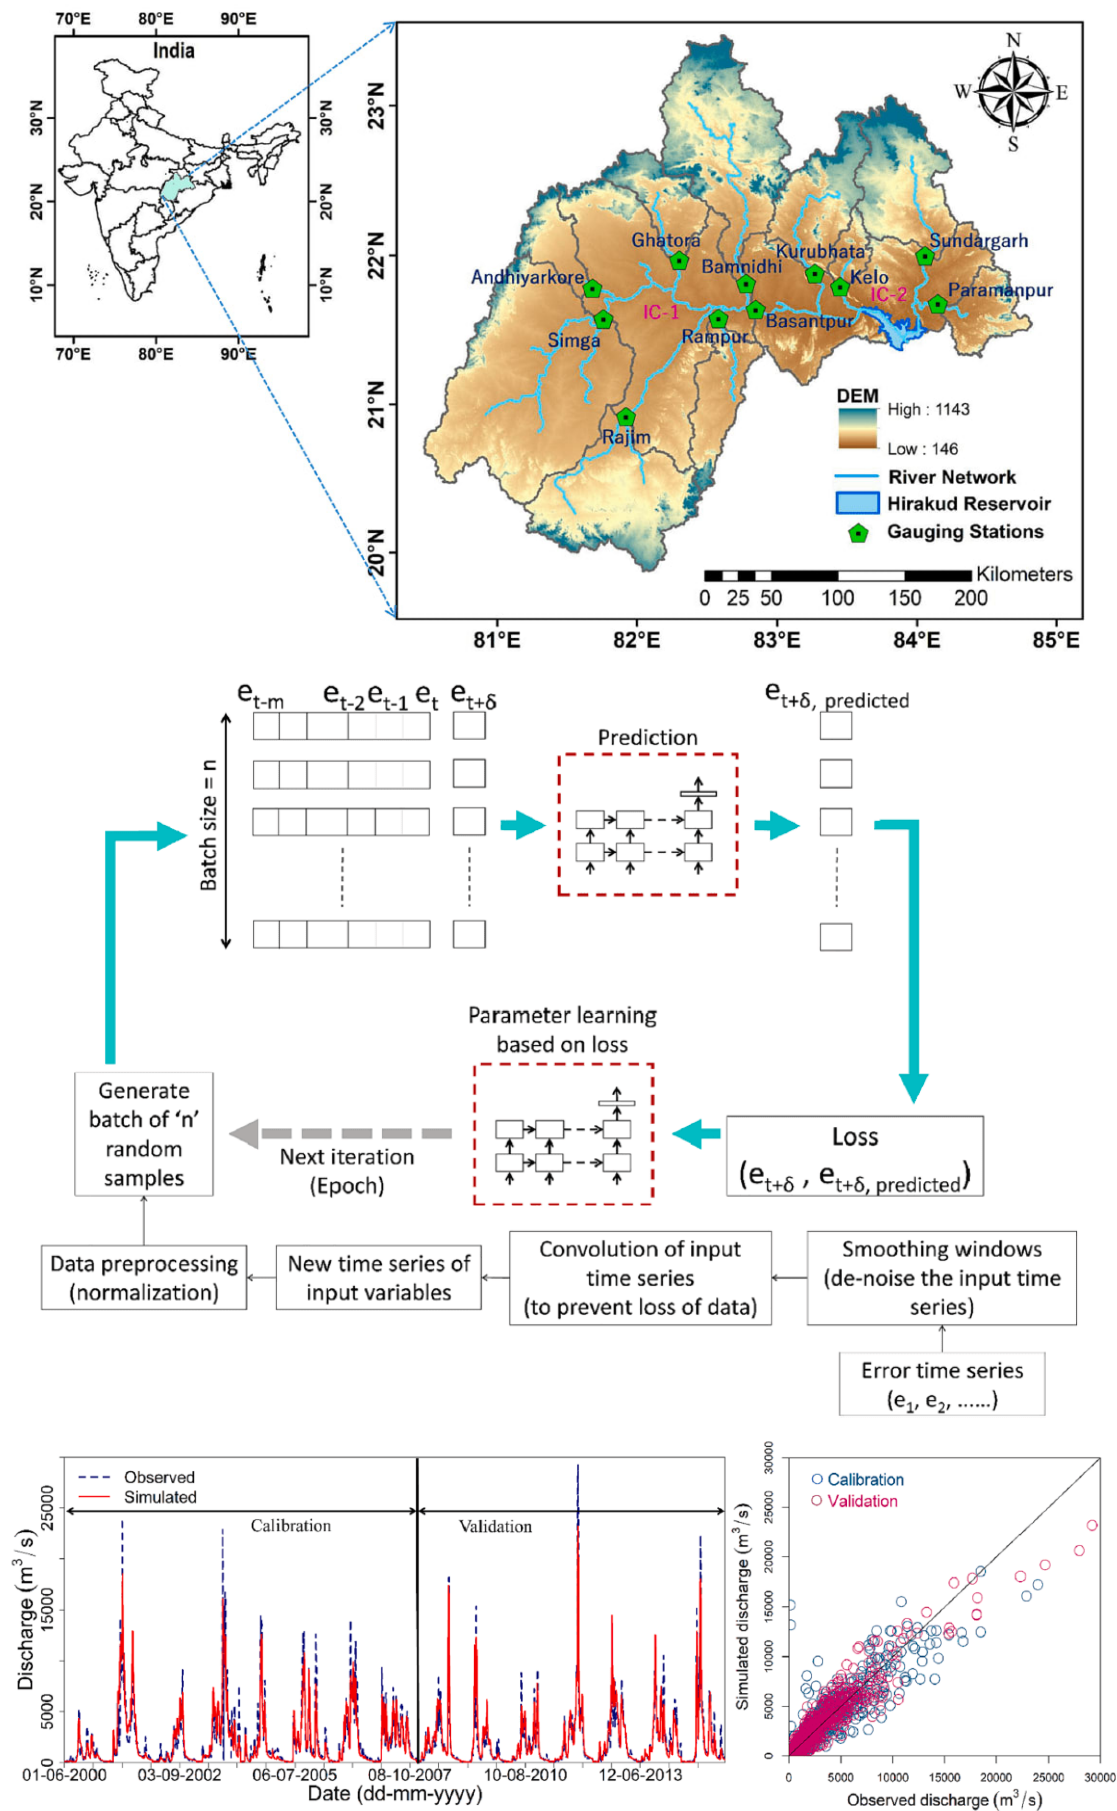 70°E 80°E 90°E
India
30°N 30°N
20°N 20°N
10°N 10°N
70°E 80°E 90°E
23°N
22°N
21°N
20°N
N
W E
S
Ghatora
Kurubhata
Sundargarh
Andhiyarkore
Bamnidhi
Kelo
IC-1
IC-2
Paramanpur
Simga
Rampur
Basantpur
Rajim
DEM
High : 1143
Low : 146
River Network
Hirakud Reservoir
Gauging Stations
Kilometers
0 25 50 100 150 200
81°E 82°E 83°E 84°E 85°E
e t-m e t-2 e t-1 e t e t+δ
e t+δ, predicted
Prediction
Batch size = n
Parameter learning
based on loss
Generate
batch of ‘n’
random
samples
Next iteration
(Epoch)
Loss
(e t+δ , e t+δ, predicted)
Data preprocessing
(normalization)
New time series of
input variables
Convolution of input
time series
(to prevent loss of data)
Smoothing windows
(de-noise the input time
series)
Error time series
(e1, e2, ......)
Observed
Simulated
Calibration
Validation
Discharge (m³/s)
0 5000 15000 25000
01-06-2000 03-09-2002 06-07-2005 08-10-2007 10-08-2010 12-06-2013
Date (dd-mm-yyyy)
Calibration
Validation
Simulated discharge (m³/s)
0 5000 10000 15000 20000 25000 30000
0 5000 10000 15000 20000 25000 30000
Observed discharge (m³/s)